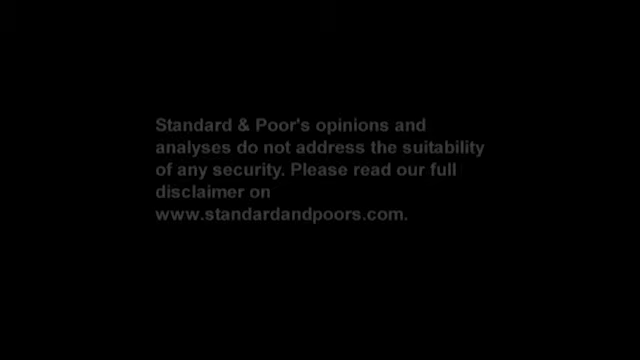 Standard & Poor's opinions and
analyses do not address the suitability
of any security. Please read our full
disclaimer on
www.standardandpoors.com.